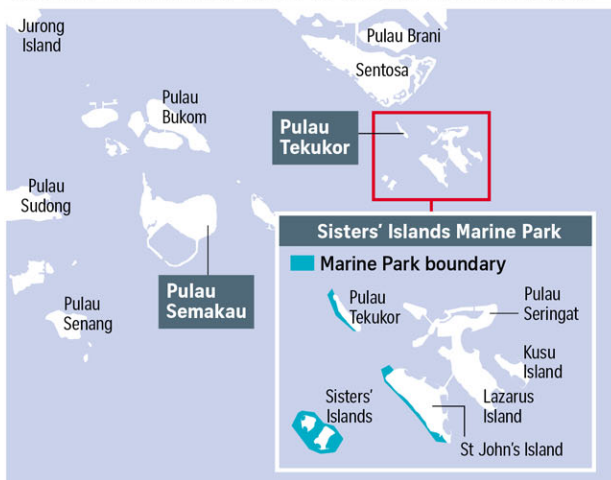 Jurong
Island
Pulau Brani
Sentosa
Pulau
Bukom
Pulau
Tekukor
Pulau
Sudong
Pulau
Semakau
Pulau
Senang
Sisters' Islands Marine Park
Marine Park boundary
Pulau
Tekukor
Pulau
Seringat
Kusu
Island
Sisters'
Islands
Lazarus
Island
St John's Island